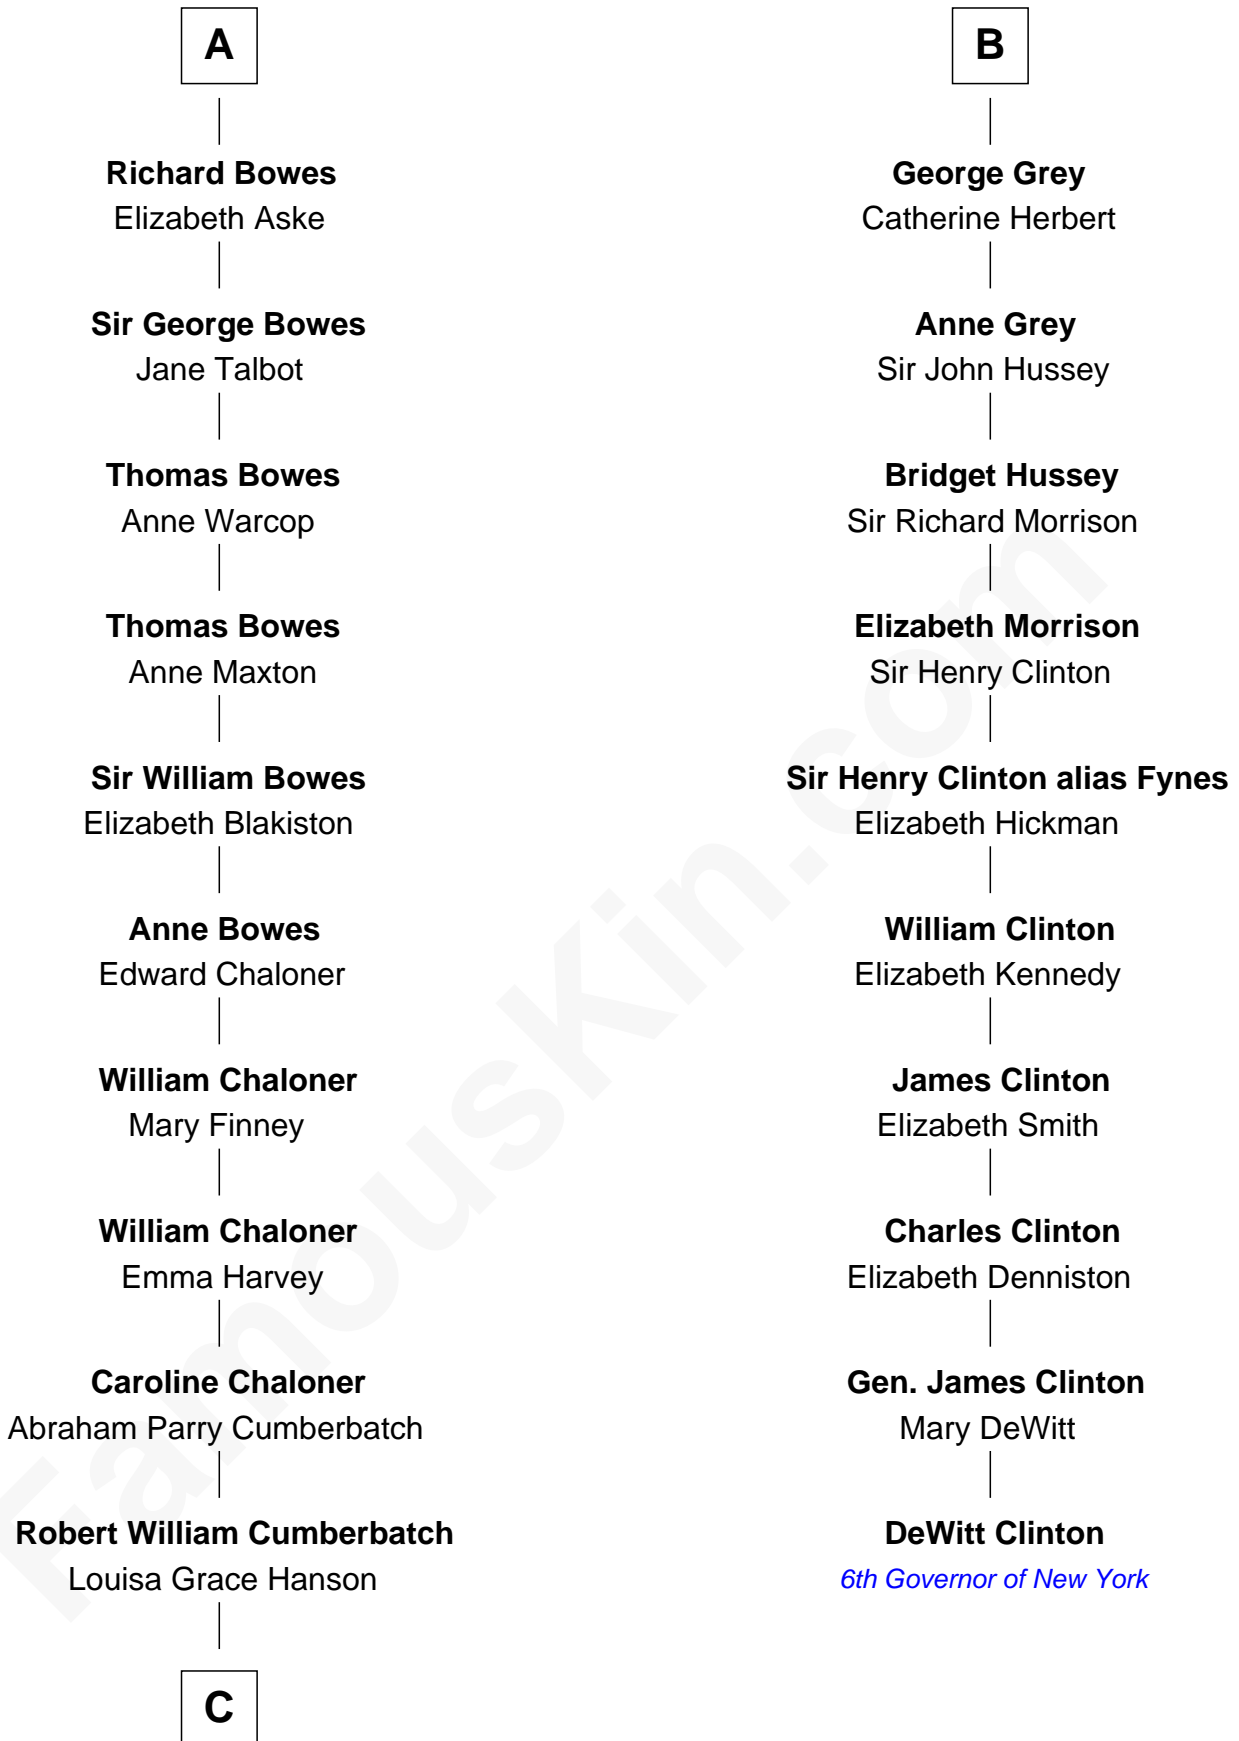 A
Richard Bowes
Elizabeth Aske
Sir George Bowes
Jane Talbot
Thomas Bowes
Anne Warcop
Thomas Bowes
Anne Maxton
Sir William Bowes
Elizabeth Blakiston
Anne Bowes
Edward Chaloner
William Chaloner
Mary Finney
William Chaloner
Emma Harvey
Caroline Chaloner
Abraham Parry Cumberbatch
Robert William Cumberbatch
Louisa Grace Hanson
C
B
George Grey
Catherine Herbert
Anne Grey
Sir John Hussey
Bridget Hussey
Sir Richard Morrison
Elizabeth Morrison
Sir Henry Clinton
Sir Henry Clinton alias Fynes
Elizabeth Hickman
William Clinton
Elizabeth Kennedy
James Clinton
Elizabeth Smith
Charles Clinton
Elizabeth Denniston
Gen. James Clinton
Mary DeWitt
DeWitt Clinton
6th Governor of New York
FamousKin.com